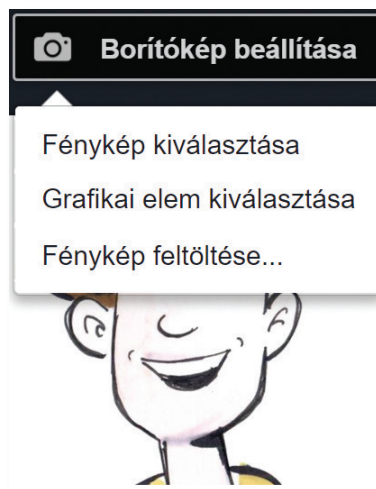 Borítókép beállítása
Fénykép kiválasztása
Grafikai elem kiválasztása
Fénykép feltöltése...